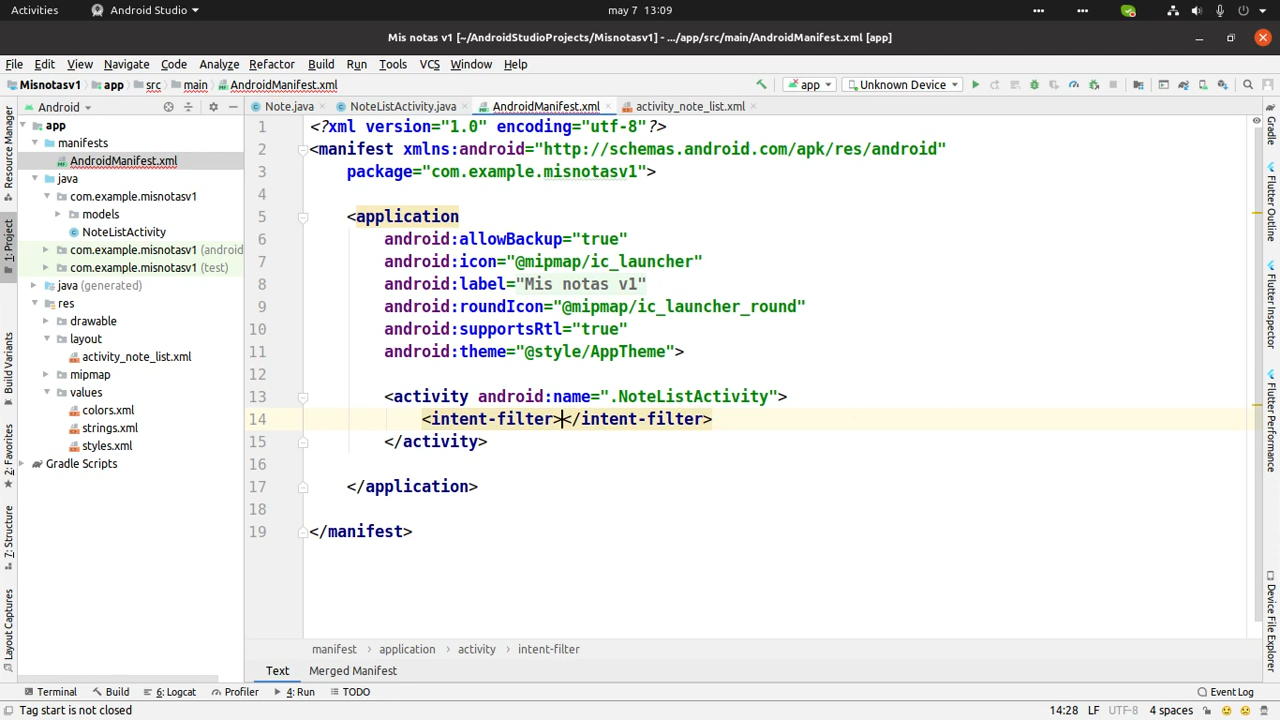 Activities
Android Studio
may 7 13:09
Mis notas v1 [~/AndroidStudioProjects/Misnotasv1] - .../app/src/main/AndroidManifest.xml [app]
File Edit View Navigate Code Analyze Refactor Build Run Tools VCS Window Help
Misnotasv1 app src main AndroidManifest.xml
app
Unknown Device
Android
Note.java
NoteListActivity.java
AndroidManifest.xml
activity_note_list.xml
app
manifests
AndroidManifest.xml
java
com.example.misnotasv1
models
NoteListActivity
com.example.misnotasv1 (android
com.example.misnotasv1 (test)
java (generated)
res
drawable
layout
activity_note_list.xml
mipmap
values
colors.xml
strings.xml
styles.xml
Gradle Scripts
1 <?xml version="1.0" encoding="utf-8"?>
2 <manifest xmlns:android="http://schemas.android.com/apk/res/android"
3 package="com.example.misnotasv1">
4
5 <application
6 android:allowBackup="true"
7 android:icon="@mipmap/ic_launcher"
8 android:label="Mis notas v1"
9 android:roundIcon="@mipmap/ic_launcher_round"
10 android:supportsRtl="true"
11 android:theme="@style/AppTheme">
12
13 <activity android:name=".NoteListActivity">
14 <intent-filter></intent-filter>
15 </activity>
16
17 </application>
18
19 </manifest>
Resource Manager
1: Project
Build Variants
2: Favorites
7: Structure
Layout Captures
Gradle
Flutter Outline
Flutter Inspector
Flutter Performance
Device File Explorer
manifest application activity intent-filter
Text Merged Manifest
Terminal Build 6: Logcat Profiler 4: Run TODO
Event Log
Tag start is not closed
14:28 LF UTF-8 4 spaces